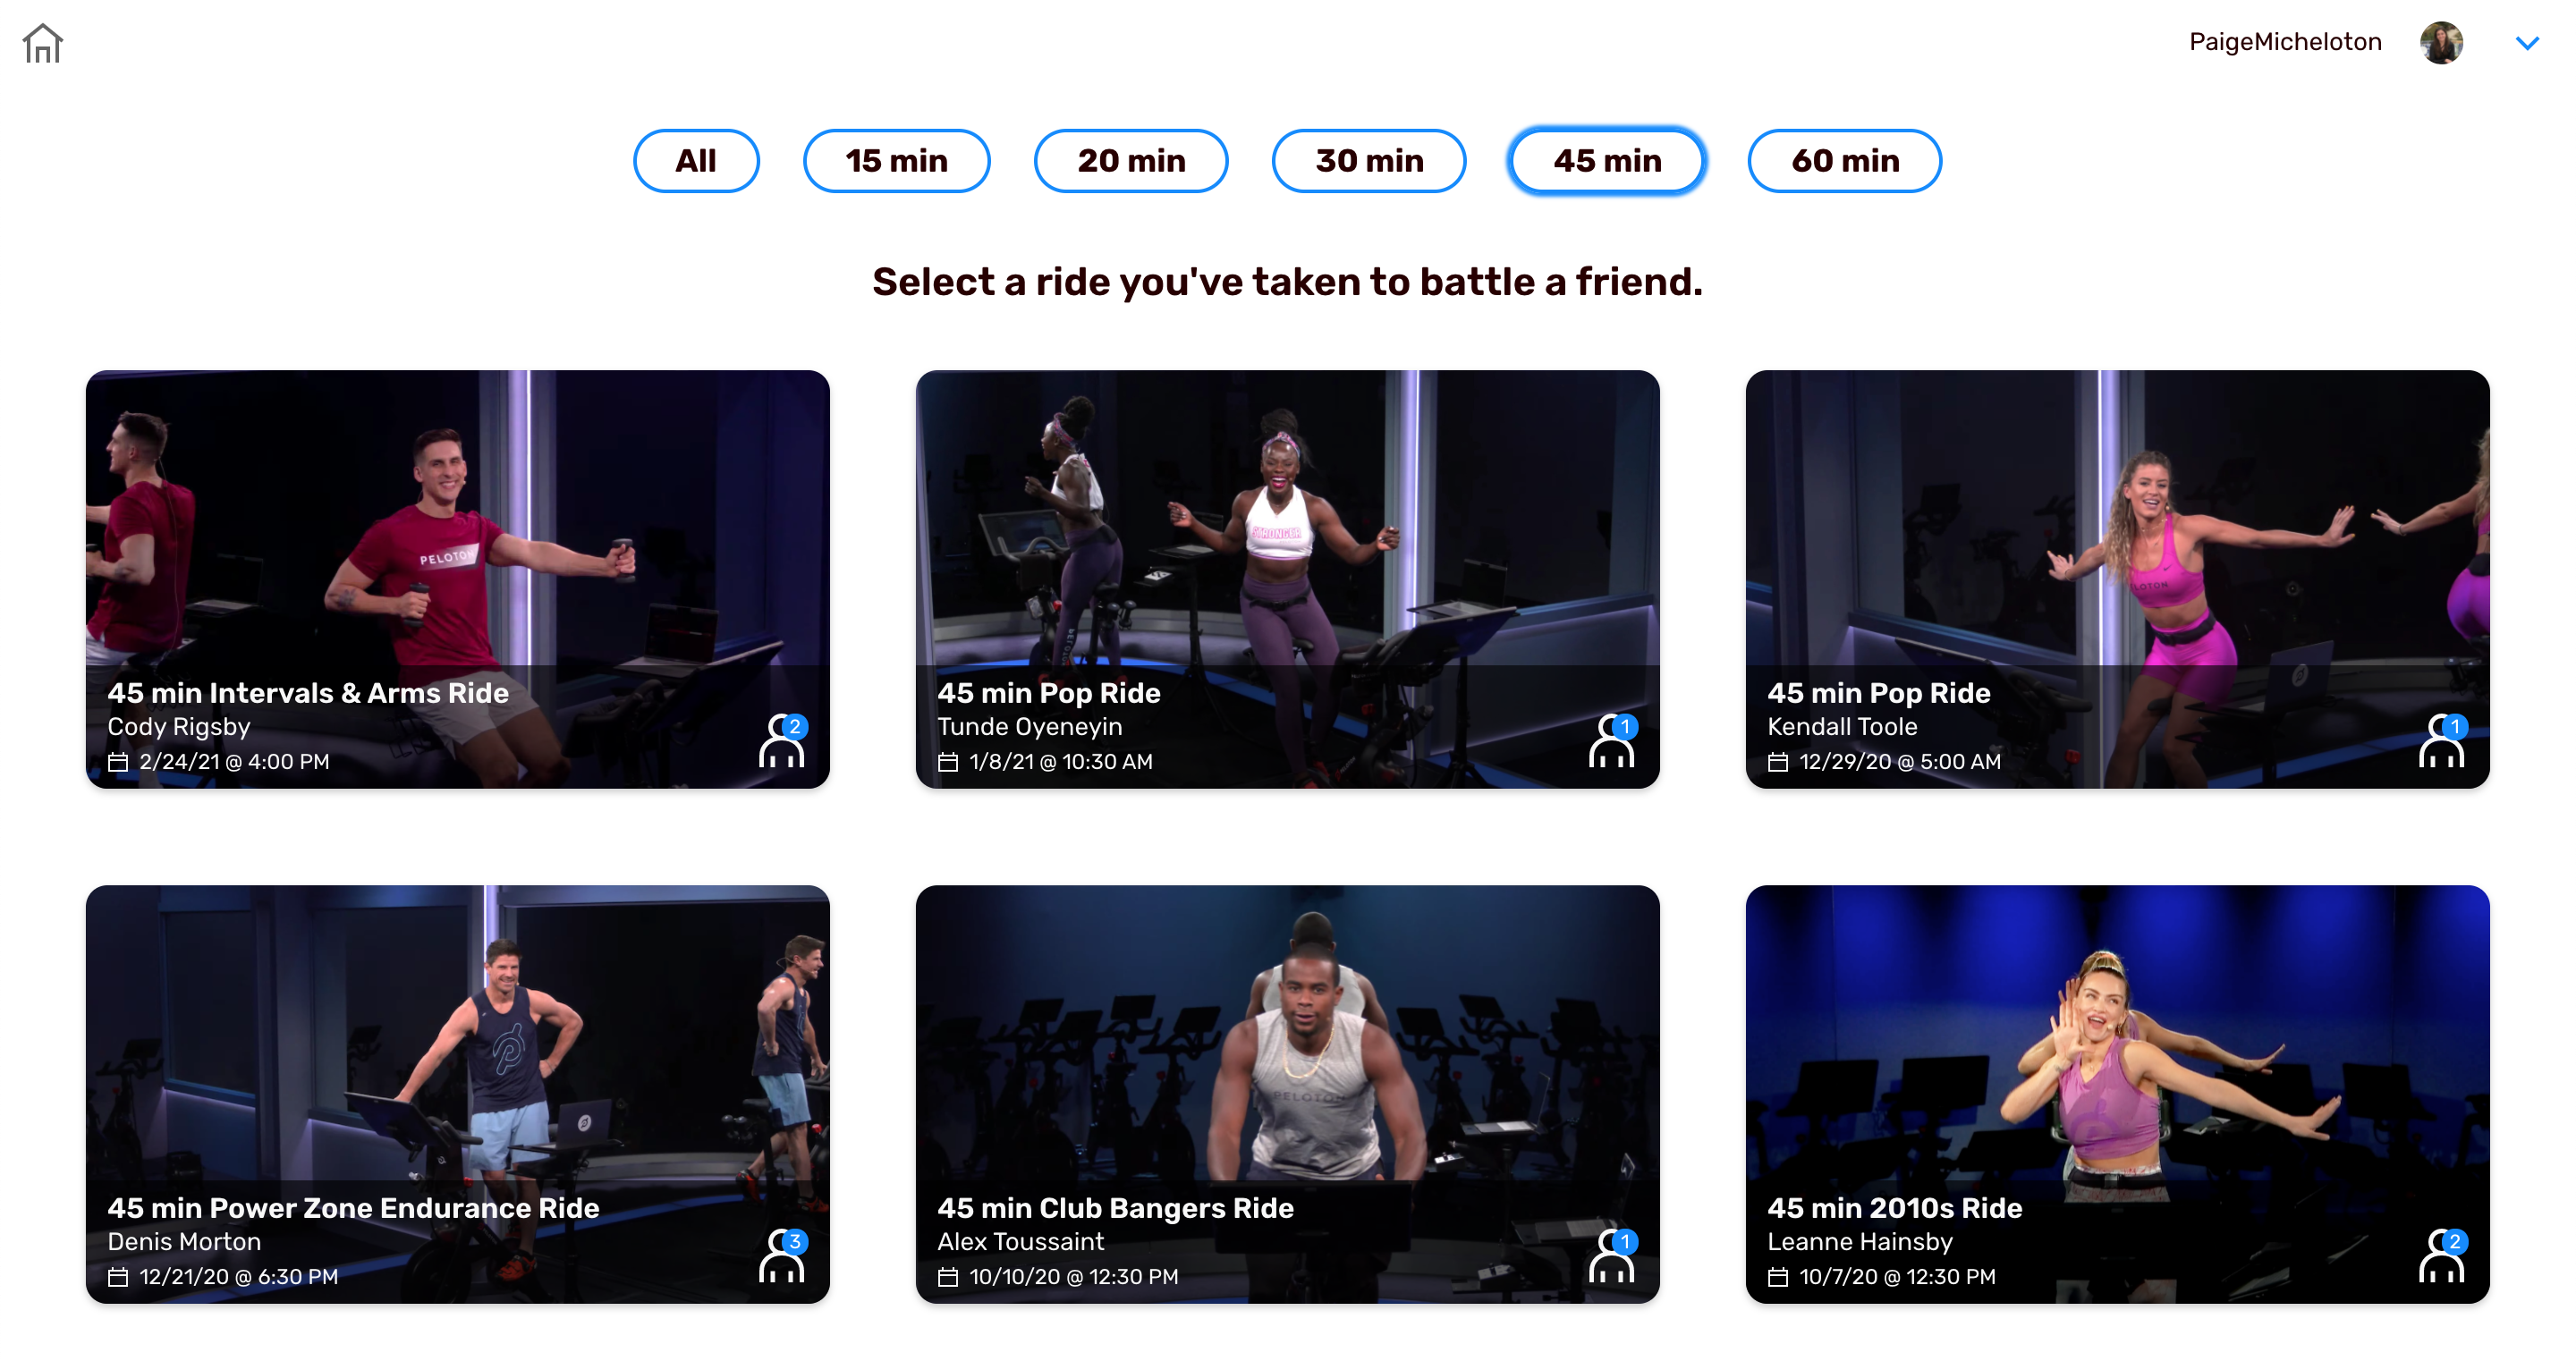 PaigeMicheloton
All
15 min
20 min
30 min
45 min
60 min
Select a ride you've taken to battle a friend.
PELOTON
45 min Intervals & Arms Ride
Cody Rigsby
2/24/21 @ 4:00 PM
2
STRONGER
45 min Pop Ride
Tunde Oyeneyin
1/8/21 @ 10:30 AM
1
LOTON
45 min Pop Ride
Kendall Toole
12/29/20 @ 5:00 AM
1
45 min Power Zone Endurance Ride
Denis Morton
12/21/20 @ 6:30 PM
3
PELOTON
45 min Club Bangers Ride
Alex Toussaint
10/10/20 @ 12:30 PM
1
45 min 2010s Ride
Leanne Hainsby
10/7/20 @ 12:30 PM
2